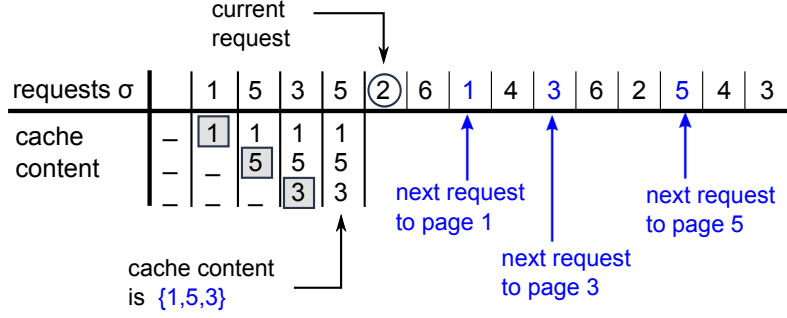 current
request
requests σ 1 5 3 5 2 6 1 4 3 6 2 5 4 3
cache
content
_ 1 1 1 1
_ _ 5 5 5
_ _ _ 3 3
next request
to page 1
next request
to page 5
next request
to page 3
cache content
is {1,5,3}